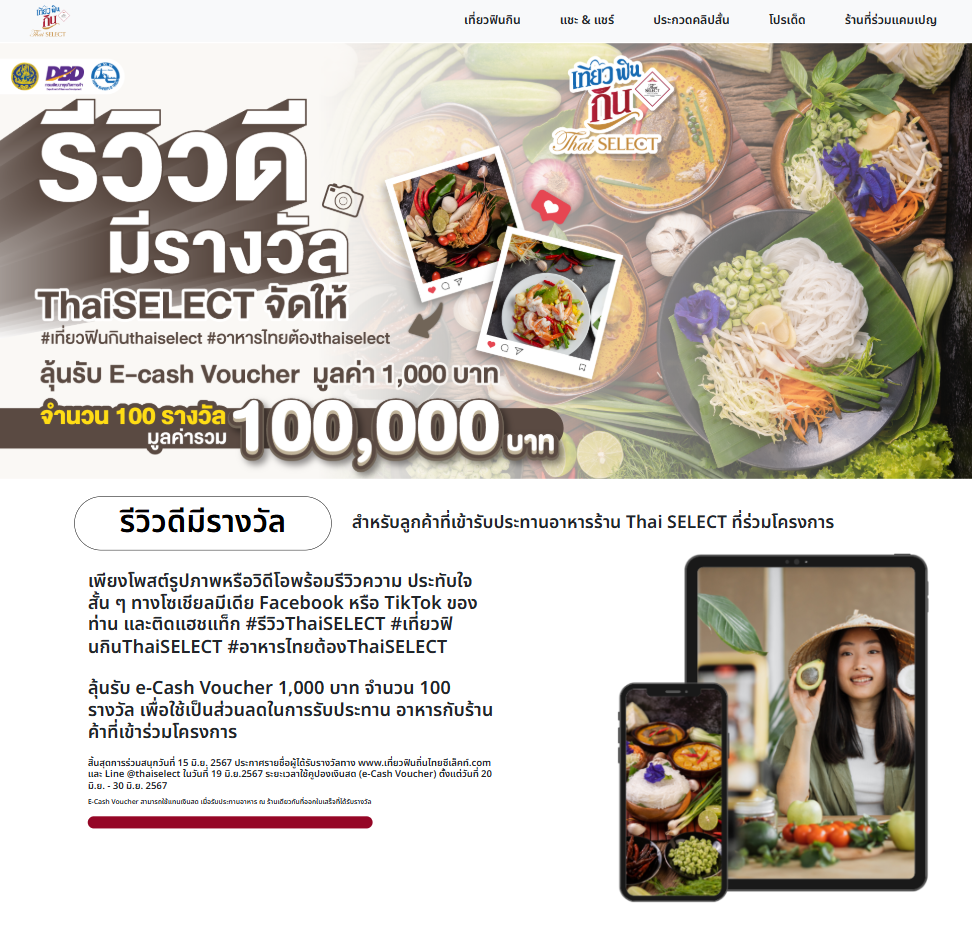 เที่ยวฟิน
กิน
Thai SELECT
เที่ยวฟินกิน
แชะ & แชร์
ประกวดคลิปสั้น
โปรเด็ด
ร้านที่ร่วมแคมเปญ
DBD
กรมพัฒนาธุรกิจการค้า
เที่ยวฟิน
กิน
Thai SELECT
รีวิวดี
มีรางวัล
ThaiSELECT จัดให้
#เที่ยวฟินกินthaiselect #อาหารไทยต้องthaiselect
ลุ้นรับ E-cash Voucher มูลค่า 1,000 บาท
จำนวน 100 รางวัล
มูลค่ารวม
100,000 บาท
รีวิวดีมีรางวัล
สำหรับลูกค้าที่เข้ารับประทานอาหารร้าน Thai SELECT ที่ร่วมโครงการ
เพียงโพสต์รูปภาพหรือวิดีโอพร้อมรีวิวความ ประทับใจ
สั้น ๆ ทางโซเชียลมีเดีย Facebook หรือ TikTok ของ
ท่าน และติดแฮชแท็ก #รีวิวThaiSELECT #เที่ยวฟิ
นกินThaiSELECT #อาหารไทยต้องThaiSELECT
ลุ้นรับ e-Cash Voucher 1,000 บาท จำนวน 100
รางวัล เพื่อใช้เป็นส่วนลดในการรับประทาน อาหารกับร้าน
ค้าที่เข้าร่วมโครงการ
สิ้นสุดการร่วมสนุกวันที่ 15 มิ.ย. 2567 ประกาศรายชื่อผู้ได้รับรางวัลทาง www.เที่ยวฟินกินไทยซีเล็คท์.com
และ Line @thaiselect ในวันที่ 19 มิ.ย.2567 ระยะเวลาใช้คูปองเงินสด (e-Cash Voucher) ตั้งแต่วันที่ 20
มิ.ย. - 30 มิ.ย. 2567
E-Cash Voucher สามารถใช้แทนเงินสด เมื่อรับประทานอาหาร ณ ร้านเดียวกับที่ออกใบเสร็จที่ได้รับรางวัล